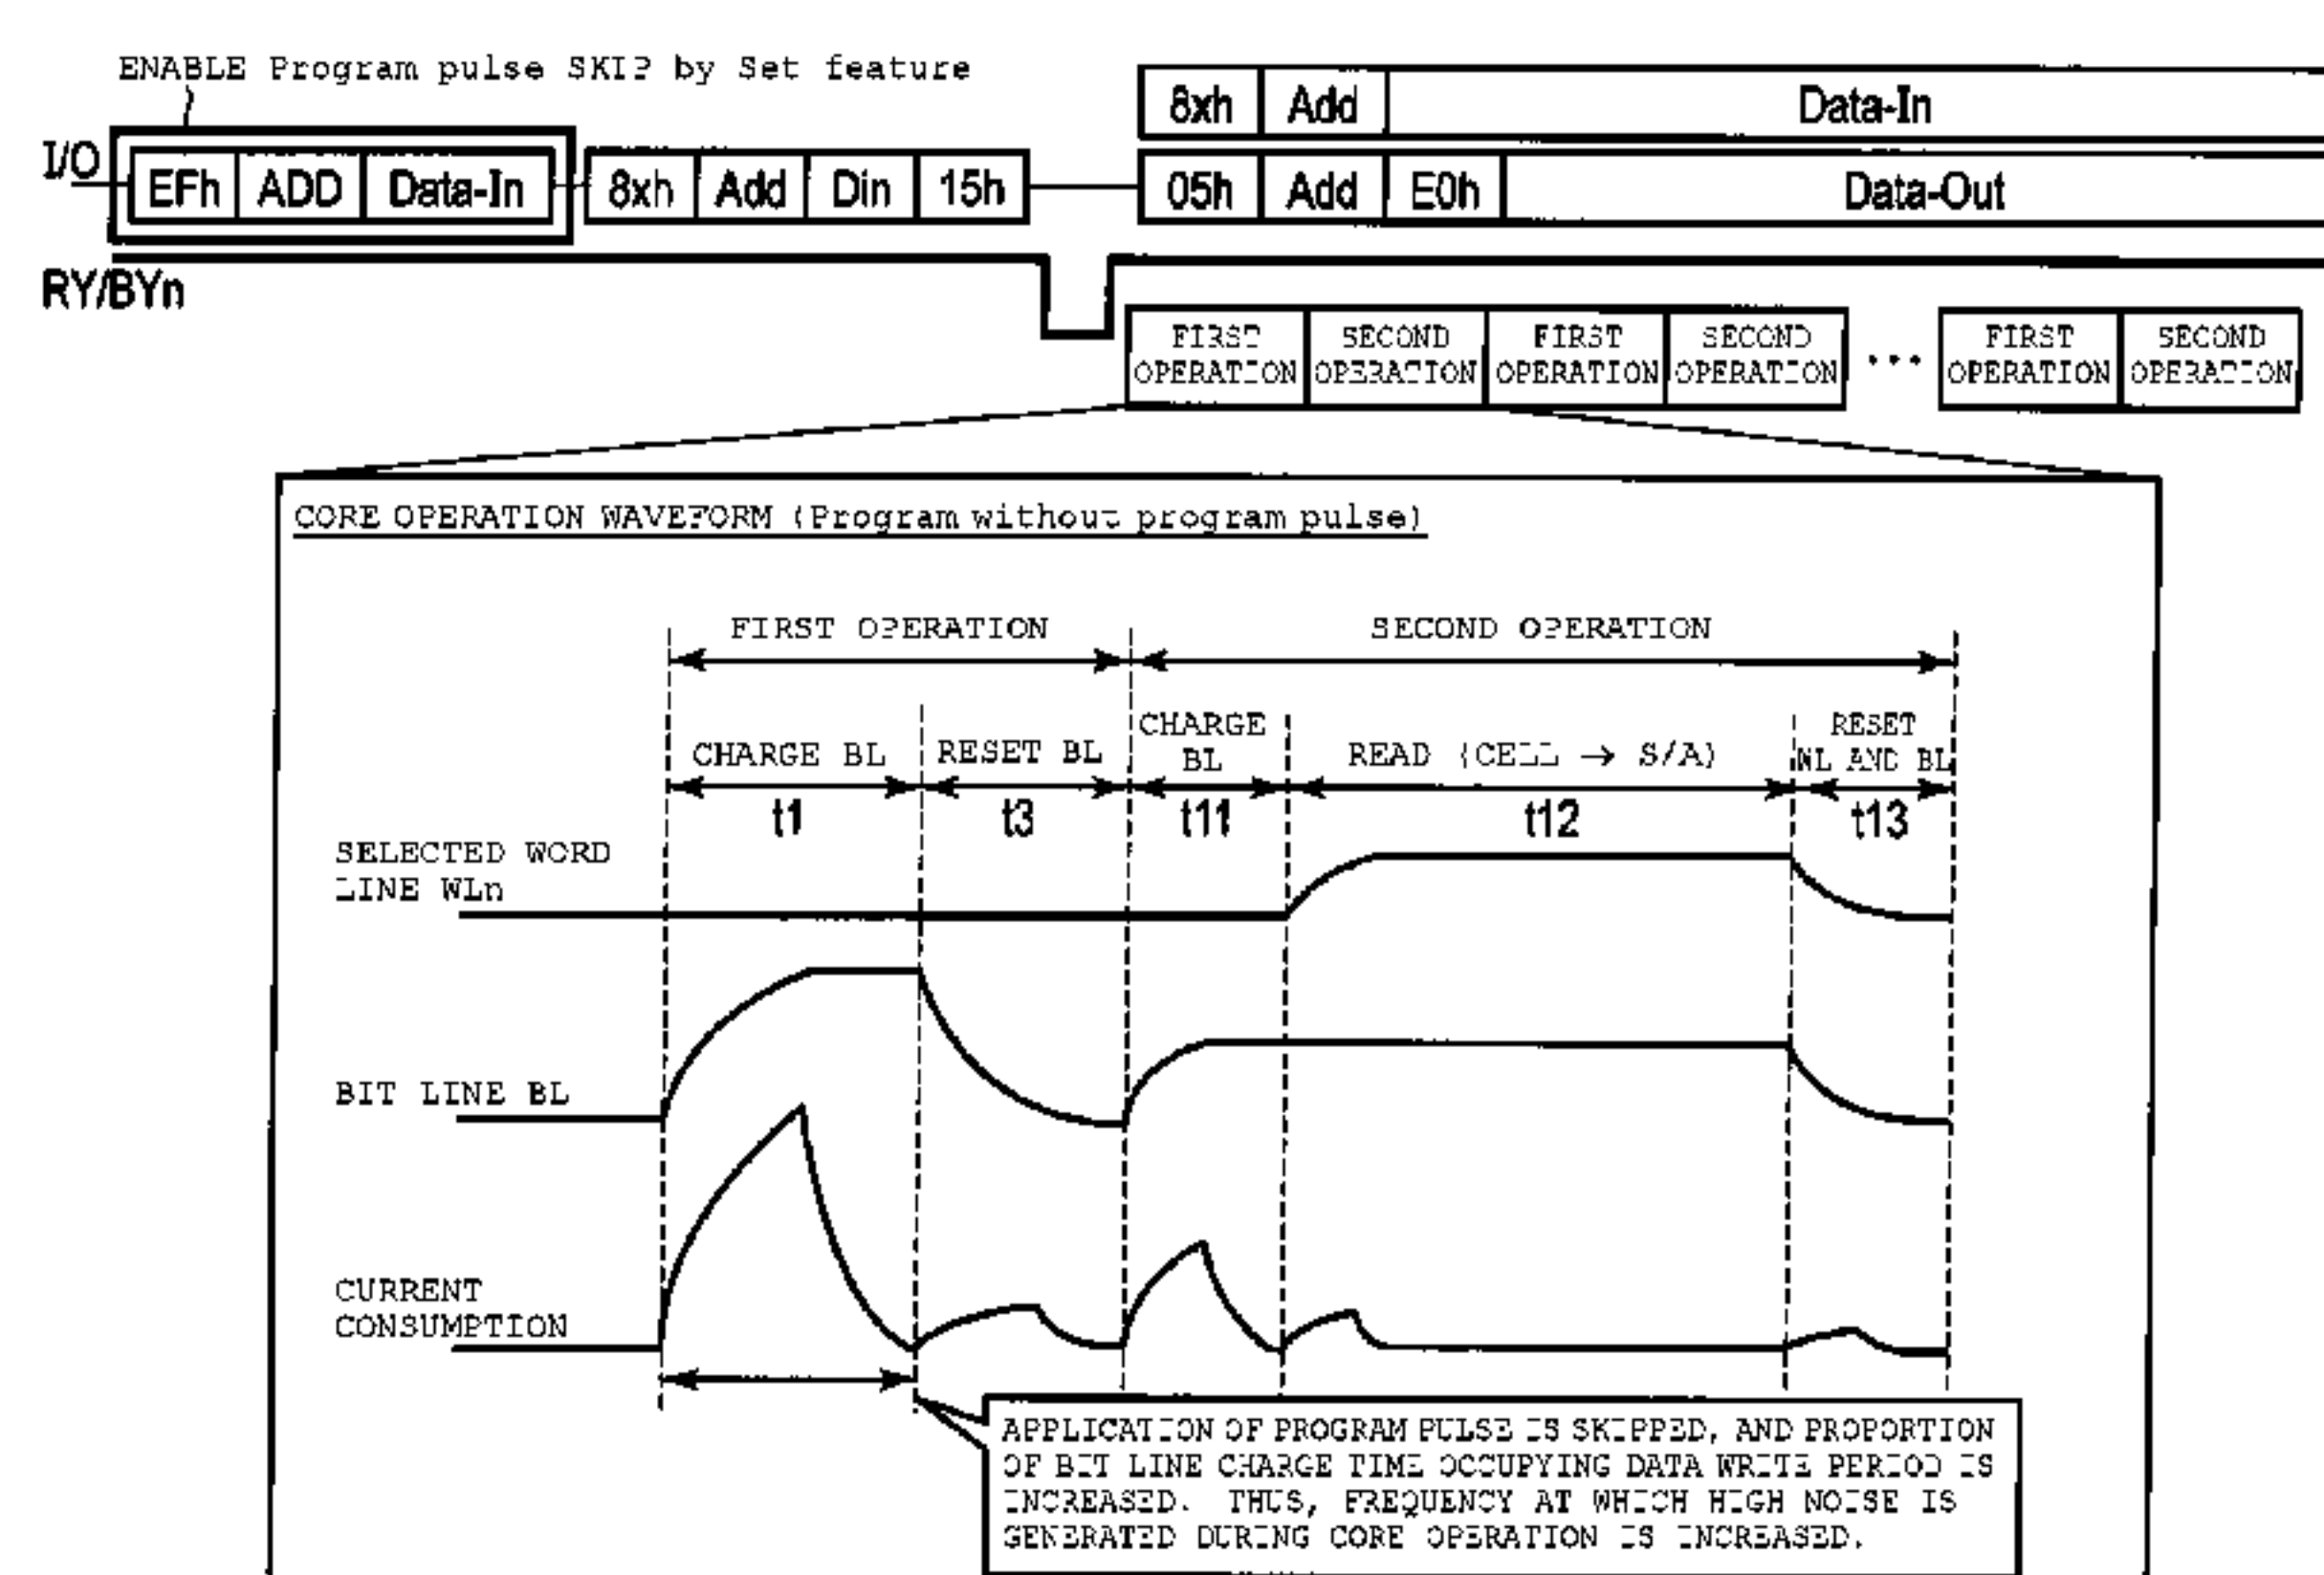 ENABLE Program pulse SKIP by Set feature
8xh Add Data-In
I/O EFh ADD Data-In 8xh Add Din 15h 05h Add E0h Data-Out
RY/BYn
FIRST OPERATION SECOND OPERATION FIRST OPERATION SECOND OPERATION ... FIRST OPERATION SECOND OPERATION
CORE OPERATION WAVEFORM (Program without program pulse)
FIRST OPERATION SECOND OPERATION
CHARGE BL RESET BL CHARGE BL READ (CELL → S/A) RESET WL AND BL
t1 t3 t11 t12 t13
SELECTED WORD
LINE WLn
BIT LINE BL
CURRENT
CONSUMPTION
APPLICATION OF PROGRAM PULSE IS SKIPPED, AND PROPORTION
OF BIT LINE CHARGE TIME OCCUPYING DATA WRITE PERIOD IS
INCREASED. THUS, FREQUENCY AT WHICH HIGH NOISE IS
GENERATED DURING CORE OPERATION IS INCREASED.